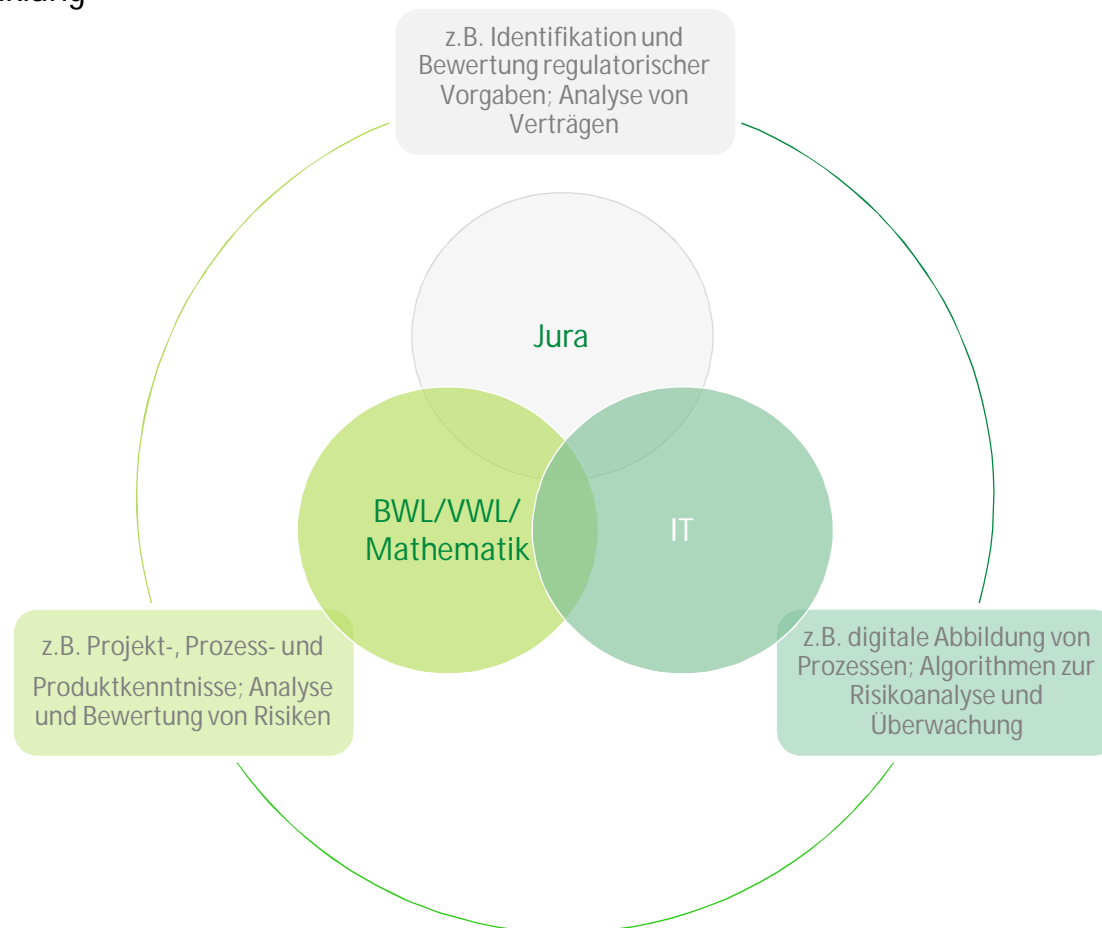 z.B. Identifikation und
Bewertung regulatorischer
Vorgaben; Analyse von
Verträgen
Jura
BWL/VWL/
Mathematik
IT
z.B. Projekt-, Prozess- und
Produktkenntnisse; Analyse
und Bewertung von Risiken
z.B. digitale Abbildung von
Prozessen; Algorithmen zur
Risikoanalyse und
Überwachung